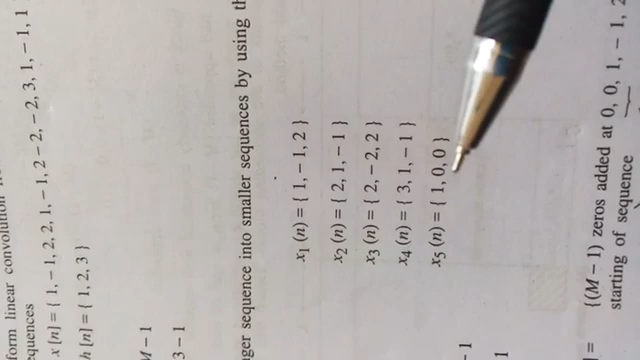 form linear convolution
equences
x [n] = { 1, – 1, 2, 2, 1, – 1, 2 – 2, – 2, 3, 1, – 1, 1
h [n] = { 1, 2, 3 }
M – 1
3 – 1
nger sequence into smaller sequences by using th
x1 (n) = { 1, – 1, 2 }
x2 (n) = { 2, 1, – 1 }
x3 (n) = { 2, – 2, 2 }
x4 (n) = { 3, 1, – 1 }
x5 (n) = { 1, 0, 0 }
– 1
1
{(M – 1) zeros added at 0, 0, 1, – 1, 2
starting of sequence